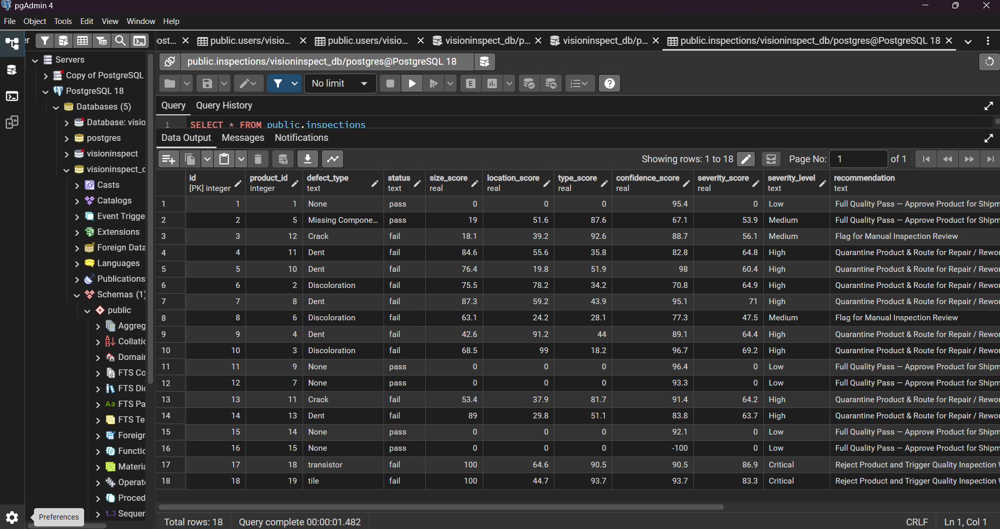 pgAdmin 4
File Object Tools Edit View Window Help
er
ost...
public.users/visio...
public.users/visio...
visioninspect_db/p...
visioninspect_db/p...
public.inspections/visioninspect_db/postgres@PostgreSQL 18
public.inspections/visioninspect_db/postgres@PostgreSQL 18
No limit
E
Query Query History
1 SELECT * FROM public.inspections
Data Output Messages Notifications
Showing rows: 1 to 18 Page No: 1 of 1
Servers
Copy of PostgreSQL
PostgreSQL 18
Databases (5)
Database: visio
postgres
visioninspect
visioninspect_c
Casts
Catalogs
Event Trigge
Extensions
Foreign Data
Languages
Publications
Schemas (1)
public
Aggreg
Collatic
Domain
FTS Co
FTS Dic
FTS Pa
FTS Te
Foreign
Functio
Materia
Operat
Proced
1..3 Sequer
Preferences
id product_id defect_type status size_score location_score type_score confidence_score severity_score severity_level recommendation
[PK] integer integer text text real real real real real text text
1 1 1 None pass 0 0 0 95.4 0 Low Full Quality Pass — Approve Product for Shipm
2 2 5 Missing Compone... pass 19 51.6 87.6 67.1 53.9 Medium Full Quality Pass — Approve Product for Shipm
3 3 12 Crack fail 18.1 39.2 92.6 88.7 56.1 Medium Flag for Manual Inspection Review
4 4 11 Dent fail 84.6 55.6 35.8 82.8 64.8 High Quarantine Product & Route for Repair / Rewor
5 5 10 Dent fail 76.4 19.8 51.9 98 60.4 High Quarantine Product & Route for Repair / Rewor
6 6 2 Discoloration fail 75.5 78.2 34.2 70.8 64.9 High Quarantine Product & Route for Repair / Rewor
7 7 8 Dent fail 87.3 59.2 43.9 95.1 71 High Quarantine Product & Route for Repair / Rewor
8 8 6 Discoloration fail 63.1 24.2 28.1 77.3 47.5 Medium Flag for Manual Inspection Review
9 9 4 Dent fail 42.6 91.2 44 89.1 64.4 High Quarantine Product & Route for Repair / Rewor
10 10 3 Discoloration fail 68.5 99 18.2 96.7 69.2 High Quarantine Product & Route for Repair / Rewor
11 11 9 None pass 0 0 0 96.4 0 Low Full Quality Pass — Approve Product for Shipm
12 12 7 None pass 0 0 0 93.3 0 Low Full Quality Pass — Approve Product for Shipm
13 13 11 Crack fail 53.4 37.9 81.7 91.4 64.2 High Quarantine Product & Route for Repair / Rewor
14 14 13 Dent fail 89 29.8 51.1 83.8 63.7 High Quarantine Product & Route for Repair / Rewor
15 15 14 None pass 0 0 0 92.1 0 Low Full Quality Pass — Approve Product for Shipm
16 16 15 None pass 0 0 0 -100 0 Low Full Quality Pass — Approve Product for Shipm
17 17 18 transistor fail 100 64.6 90.5 90.5 86.9 Critical Reject Product and Trigger Quality Inspection
18 18 19 tile fail 100 44.7 93.7 93.7 83.3 Critical Reject Product and Trigger Quality Inspection
Total rows: 18 Query complete 00:00:01.482 CRLF Ln 1, Col 1